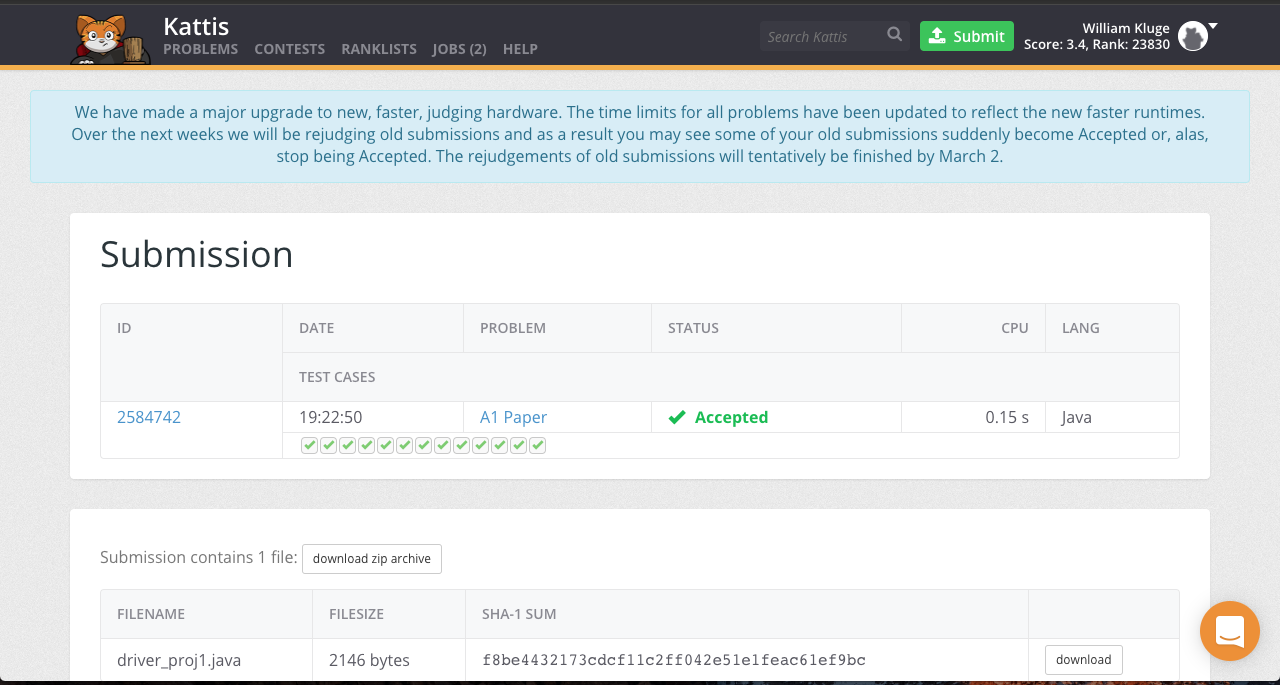 Kattis
PROBLEMS CONTESTS RANKLISTS JOBS (2) HELP
Search Kattis
Submit
William Kluge
Score: 3.4, Rank: 23830
We have made a major upgrade to new, faster, judging hardware. The time limits for all problems have been updated to reflect the new faster runtimes.
Over the next weeks we will be rejudging old submissions and as a result you may see some of your old submissions suddenly become Accepted or, alas,
stop being Accepted. The rejudgements of old submissions will tentatively be finished by March 2.
Submission
ID DATE PROBLEM STATUS CPU LANG
TEST CASES
2584742 19:22:50 A1 Paper Accepted 0.15 s Java
Submission contains 1 file: download zip archive
FILENAME FILESIZE SHA-1 SUM
driver_proj1.java 2146 bytes f8be4432173cdcf11c2ff042e51e1feac61ef9bc download